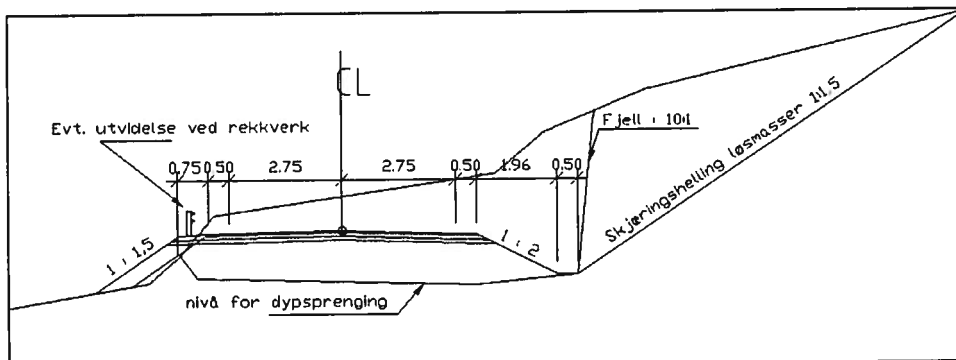 CL
Evt. utvidelse ved rekkverk
Fjell : 10:1
0,75 0,50 2.75 2.75 0,50 1,96 0,50
Skjæringshelling løsmasser 1:1,5
1 : 1,5
1 : 2
nivå for dypsprenging